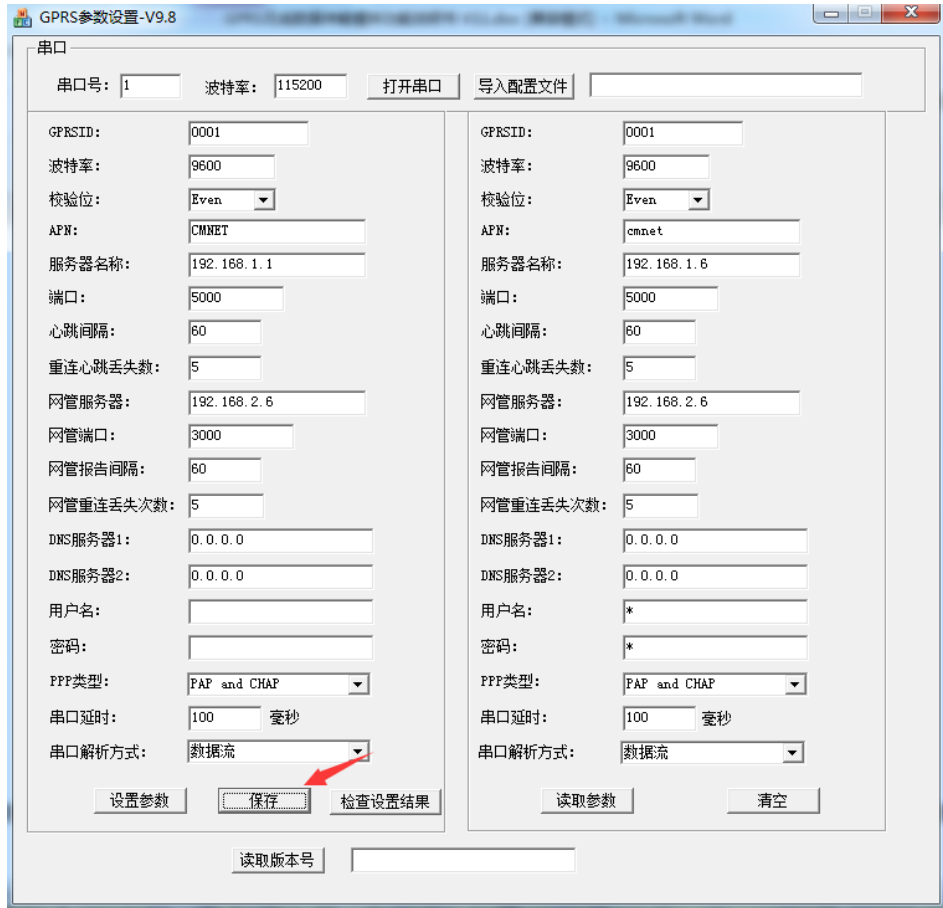 GPRS参数设置-V9.8
串口
串口号: 1 波特率: 115200 打开串口 导入配置文件
GPRSID: 0001
波特率: 9600
校验位: Even
APN: CMNET
服务器名称: 192.168.1.1
端口: 5000
心跳间隔: 60
重连心跳丢失数: 5
网管服务器: 192.168.2.6
网管端口: 3000
网管报告间隔: 60
网管重连丢失次数: 5
DNS服务器1: 0.0.0.0
DNS服务器2: 0.0.0.0
用户名:
密码:
PPP类型: PAP and CHAP
串口延时: 100 毫秒
串口解析方式: 数据流
设置参数 保存 检查设置结果
GPRSID: 0001
波特率: 9600
校验位: Even
APN: cmnet
服务器名称: 192.168.1.6
端口: 5000
心跳间隔: 60
重连心跳丢失数: 5
网管服务器: 192.168.2.6
网管端口: 3000
网管报告间隔: 60
网管重连丢失次数: 5
DNS服务器1: 0.0.0.0
DNS服务器2: 0.0.0.0
用户名: *
密码: *
PPP类型: PAP and CHAP
串口延时: 100 毫秒
串口解析方式: 数据流
读取参数 清空
读取版本号